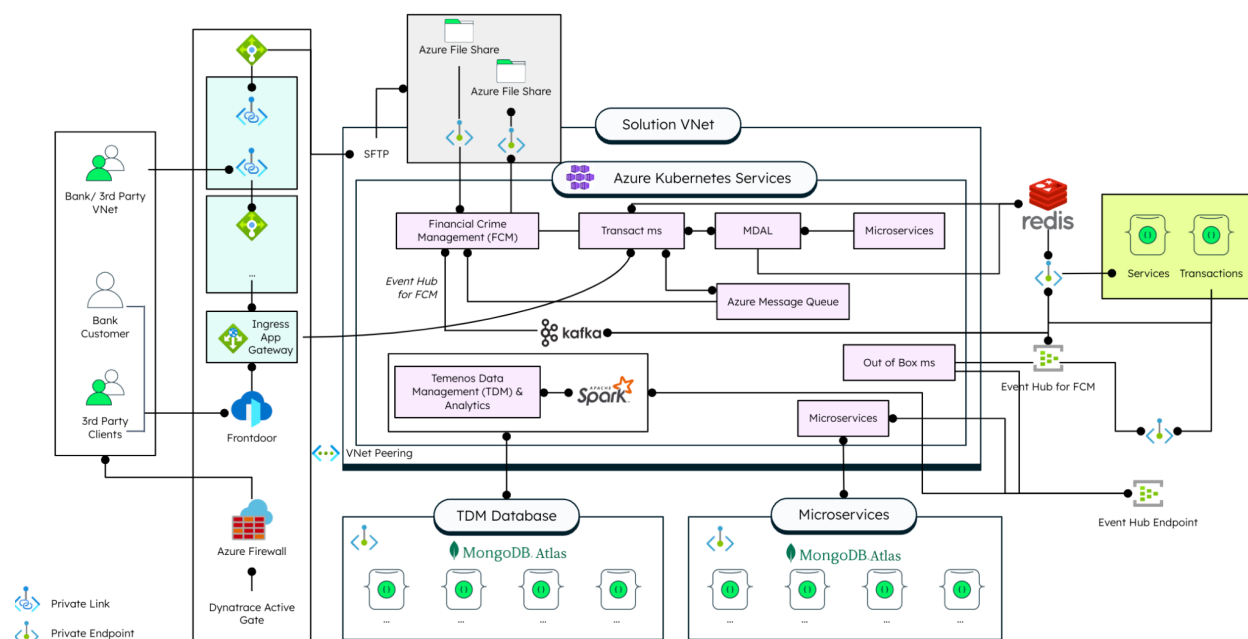 Azure File Share
Azure File Share
Solution VNet
SFTP
Azure Kubernetes Services
Bank/ 3rd Party
VNet
Financial Crime
Management (FCM)
Transact ms
MDAL
Microservices
redis
Services
Transactions
...
Event Hub
for FCM
Azure Message Queue
Bank
Customer
Ingress
App
Gateway
kafka
Out of Box ms
Event Hub for FCM
Temenos Data
Management (TDM) &
Analytics
APACHE
Spark
3rd Party
Clients
Frontdoor
Microservices
VNet Peering
TDM Database
Microservices
Event Hub Endpoint
Azure Firewall
MongoDB. Atlas
MongoDB. Atlas
Dynatrace Active
Gate
Private Link
Private Endpoint
...
...
...
...
...
...
...
...